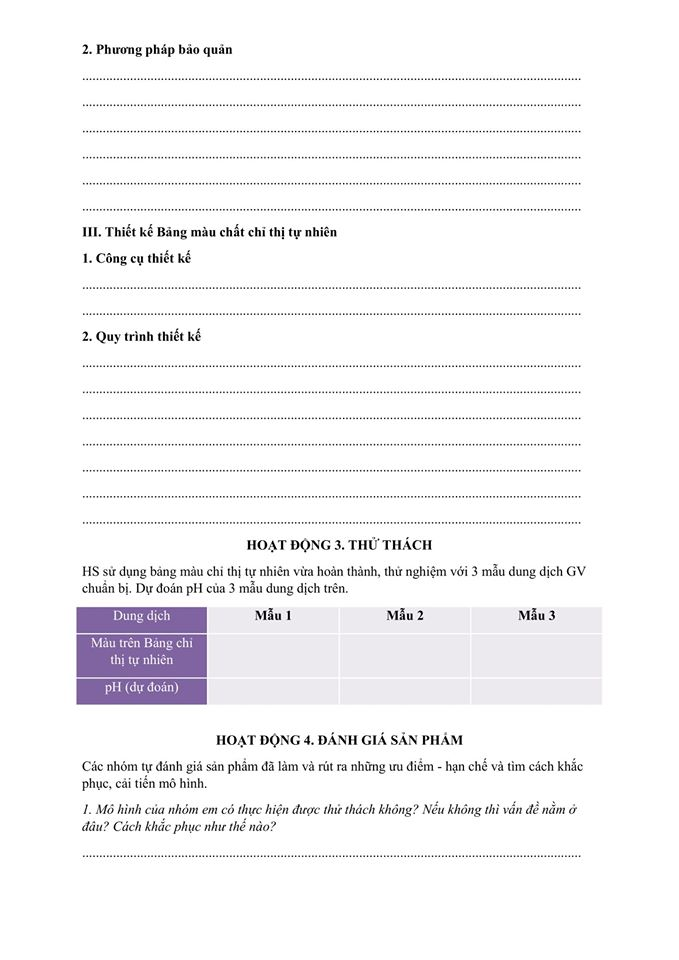 2. Phương pháp bảo quản
................................................................................................................................................
................................................................................................................................................
................................................................................................................................................
................................................................................................................................................
................................................................................................................................................
................................................................................................................................................
III. Thiết kế Bảng màu chất chỉ thị tự nhiên
1. Công cụ thiết kế
................................................................................................................................................
................................................................................................................................................
2. Quy trình thiết kế
................................................................................................................................................
................................................................................................................................................
................................................................................................................................................
................................................................................................................................................
................................................................................................................................................
................................................................................................................................................
................................................................................................................................................
HOẠT ĐỘNG 3. THỬ THÁCH
HS sử dụng bảng màu chỉ thị tự nhiên vừa hoàn thành, thử nghiệm với 3 mẫu dung dịch GV
chuẩn bị. Dự đoán pH của 3 mẫu dung dịch trên.
Dung dịch Mẫu 1 Mẫu 2 Mẫu 3
Màu trên Bảng chỉ
thị tự nhiên
pH (dự đoán)
HOẠT ĐỘNG 4. ĐÁNH GIÁ SẢN PHẨM
Các nhóm tự đánh giá sản phẩm đã làm và rút ra những ưu điểm - hạn chế và tìm cách khắc
phục, cải tiến mô hình.
1. Mô hình của nhóm em có thực hiện được thử thách không? Nếu không thì vấn đề nằm ở
đâu? Cách khắc phục như thế nào?
................................................................................................................................................